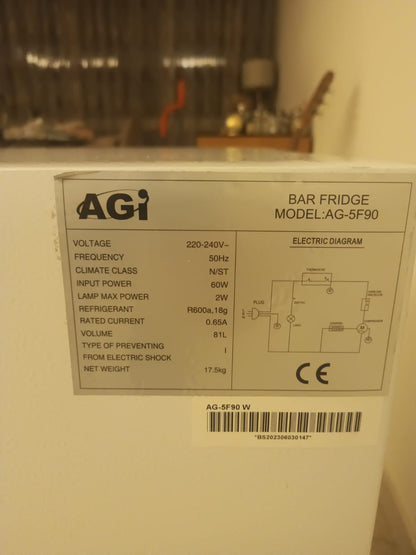 AGi
BAR FRIDGE
MODEL:AG-5F90
VOLTAGE 220-240V~
FREQUENCY 50Hz
CLIMATE CLASS N/ST
INPUT POWER 60W
LAMP MAX POWER 2W
REFRIGERANT R600a,18g
RATED CURRENT 0.65A
VOLUME 81L
TYPE OF PREVENTING
FROM ELECTRIC SHOCK I
NET WEIGHT 17.5kg
ELECTRIC DIAGRAM
THERMOSTAT
PLUG
CE
AG-5F90 W
*BS202306030147*